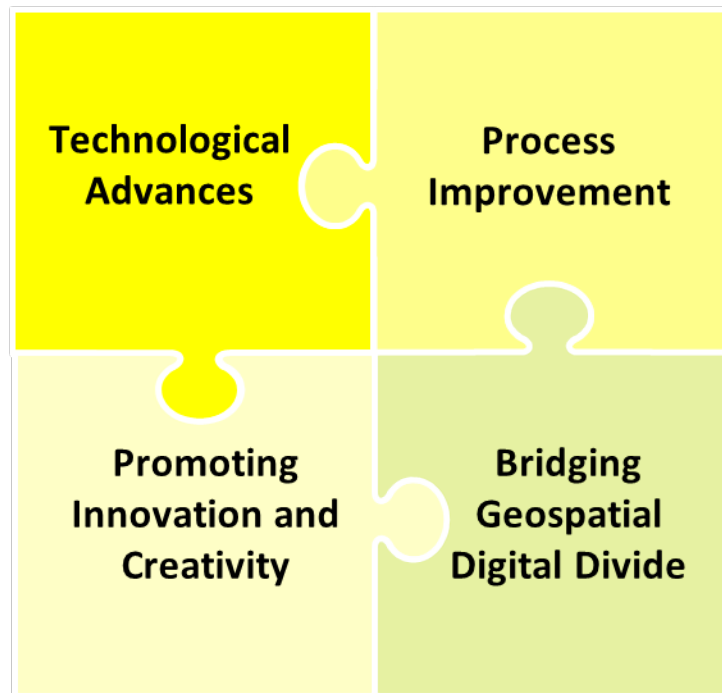 Technological
Advances
Process
Improvement
Promoting
Innovation and
Creativity
Bridging
Geospatial
Digital Divide